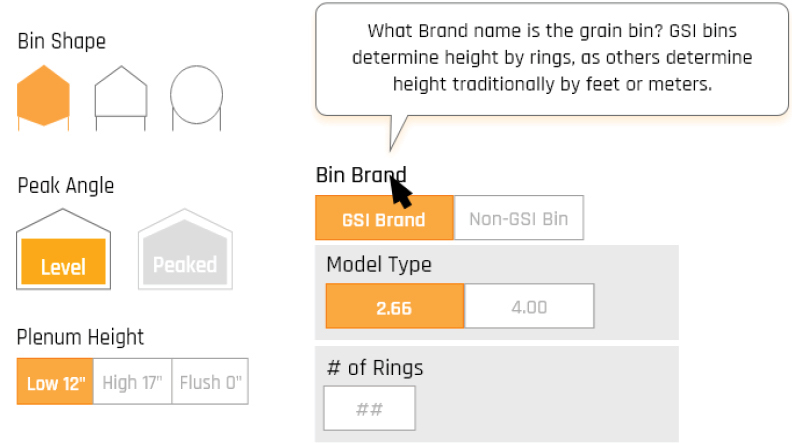 Bin Shape
What Brand name is the grain bin? GSI bins
determine height by rings, as others determine
height traditionally by feet or meters.
Peak Angle
Level
Peaked
Plenum Height
Low 12"
High 17"
Flush 0"
Bin Brand
GSI Brand
Non-GSI Bin
Model Type
2.66
4.00
# of Rings
##